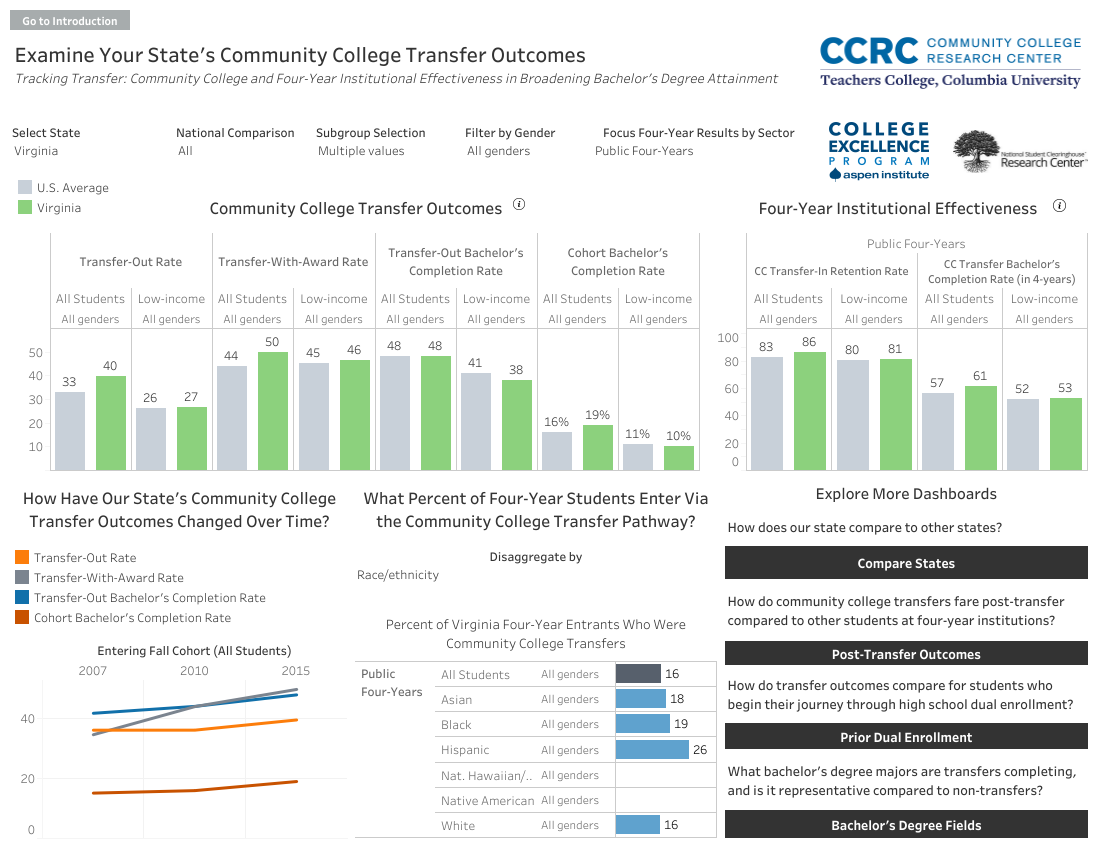 Go to Introduction
Examine Your State's Community College Transfer Outcomes
Tracking Transfer: Community College and Four-Year Institutional Effectiveness in Broadening Bachelor's Degree Attainment
CCRC COMMUNITY COLLEGE RESEARCH CENTER
Teachers College, Columbia University
Select State
Virginia
National Comparison
All
Subgroup Selection
Multiple values
Filter by Gender
All genders
Focus Four-Year Results by Sector
Public Four-Years
COLLEGE
EXCELLENCE
PROGRAM
aspen institute
National Student Clearinghouse
Research Center
U.S. Average
Virginia
Community College Transfer Outcomes
Transfer-Out Rate
Transfer-With-Award Rate
Transfer-Out Bachelor's
Completion Rate
Cohort Bachelor's
Completion Rate
All Students Low-income All Students Low-income All Students Low-income All Students Low-income
All genders All genders All genders All genders All genders All genders All genders All genders
50
40
30
20
10
33 40 26 27 44 50 45 46 48 48 41 38 16% 19% 11% 10%
Four-Year Institutional Effectiveness
Public Four-Years
CC Transfer-In Retention Rate
CC Transfer Bachelor's
Completion Rate (in 4-years)
All Students Low-income All Students Low-income
All genders All genders All genders All genders
100
80
60
40
20
0
83 86 80 81 57 61 52 53
How Have Our State's Community College
Transfer Outcomes Changed Over Time?
Transfer-Out Rate
Transfer-With-Award Rate
Transfer-Out Bachelor's Completion Rate
Cohort Bachelor's Completion Rate
Entering Fall Cohort (All Students)
2007 2010 2015
40
20
0
What Percent of Four-Year Students Enter Via
the Community College Transfer Pathway?
Disaggregate by
Race/ethnicity
Percent of Virginia Four-Year Entrants Who Were
Community College Transfers
Public
Four-Years
All Students All genders 16
Asian All genders 18
Black All genders 19
Hispanic All genders 26
Nat. Hawaiian/.. All genders
Native American All genders
White All genders 16
Explore More Dashboards
How does our state compare to other states?
Compare States
How do community college transfers fare post-transfer
compared to other students at four-year institutions?
Post-Transfer Outcomes
How do transfer outcomes compare for students who
begin their journey through high school dual enrollment?
Prior Dual Enrollment
What bachelor's degree majors are transfers completing,
and is it representative compared to non-transfers?
Bachelor's Degree Fields